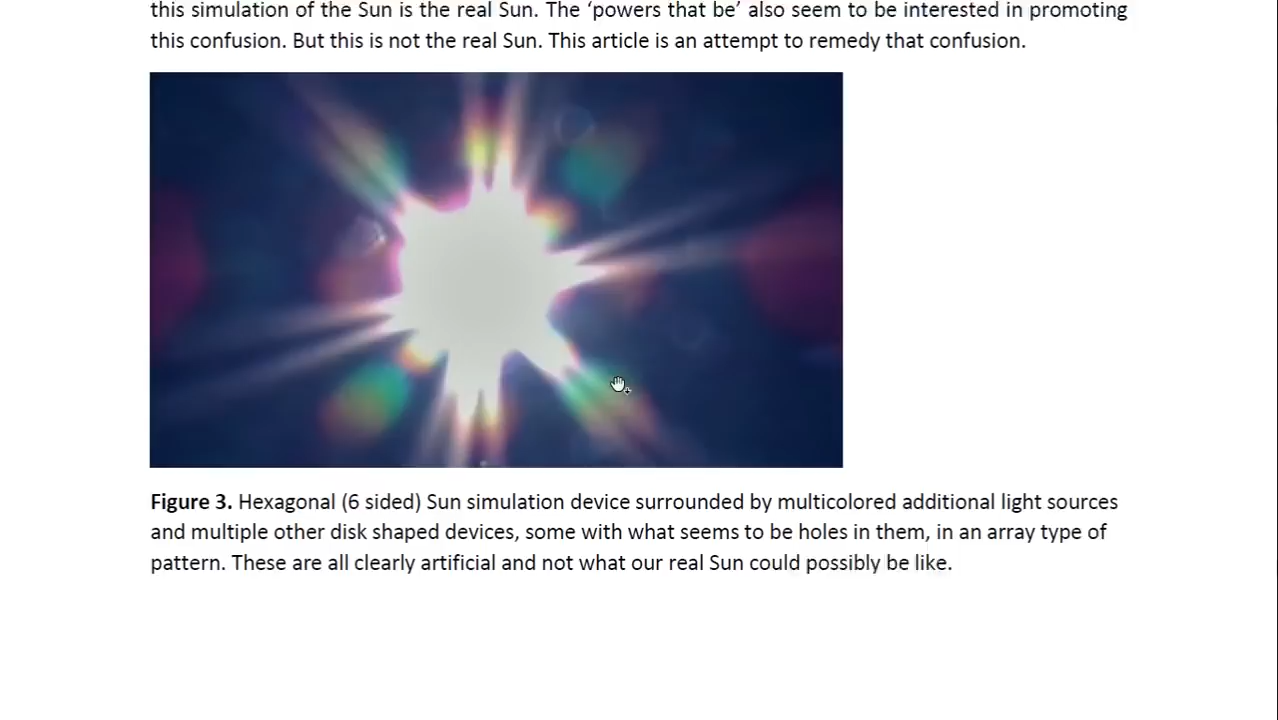 this simulation of the Sun is the real Sun. The ‘powers that be’ also seem to be interested in promoting
this confusion. But this is not the real Sun. This article is an attempt to remedy that confusion.
Figure 3. Hexagonal (6 sided) Sun simulation device surrounded by multicolored additional light sources
and multiple other disk shaped devices, some with what seems to be holes in them, in an array type of
pattern. These are all clearly artificial and not what our real Sun could possibly be like.